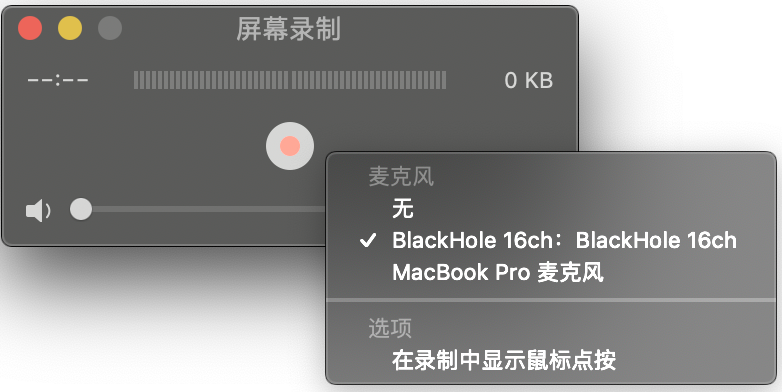 屏幕录制
--:--
0 KB
麦克风
无
BlackHole 16ch：BlackHole 16ch
MacBook Pro 麦克风
选项
在录制中显示鼠标点按